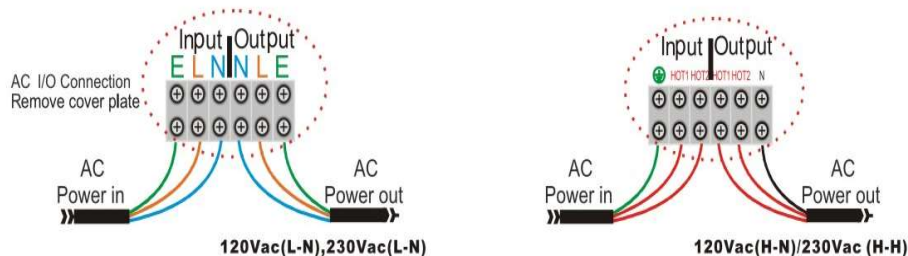 Input Output
E L N N L E
AC I/O Connection
Remove cover plate
AC
Power in
AC
Power out
120Vac(L-N),230Vac(L-N)
Input Output
HOT1 HOT2 HOT1 HOT2 N
AC
Power in
AC
Power out
120Vac(H-N)/230Vac (H-H)